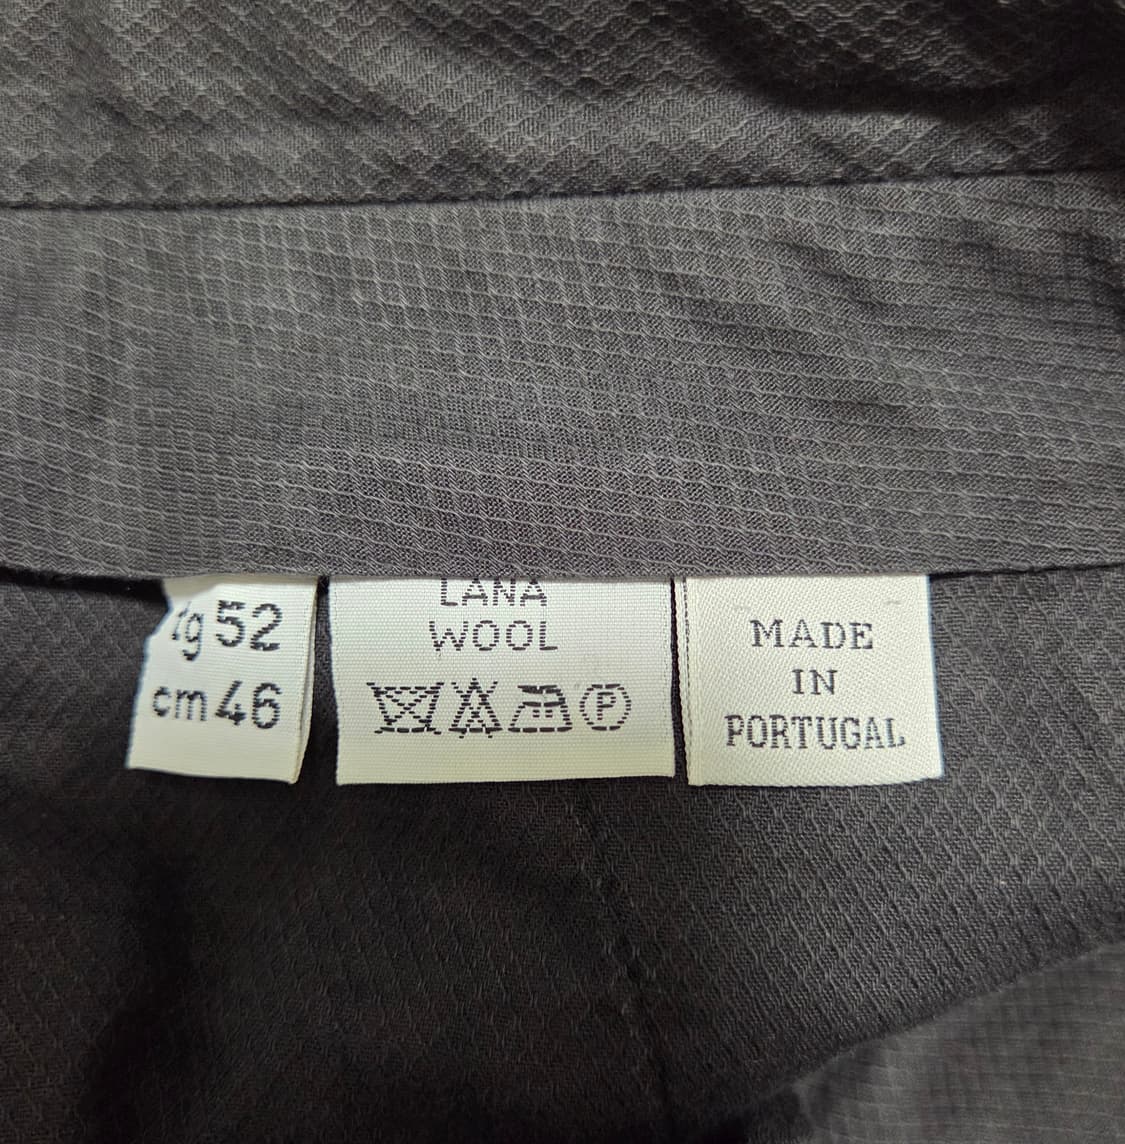 tg 52
cm 46
LANA
WOOL
P
MADE
IN
PORTUGAL